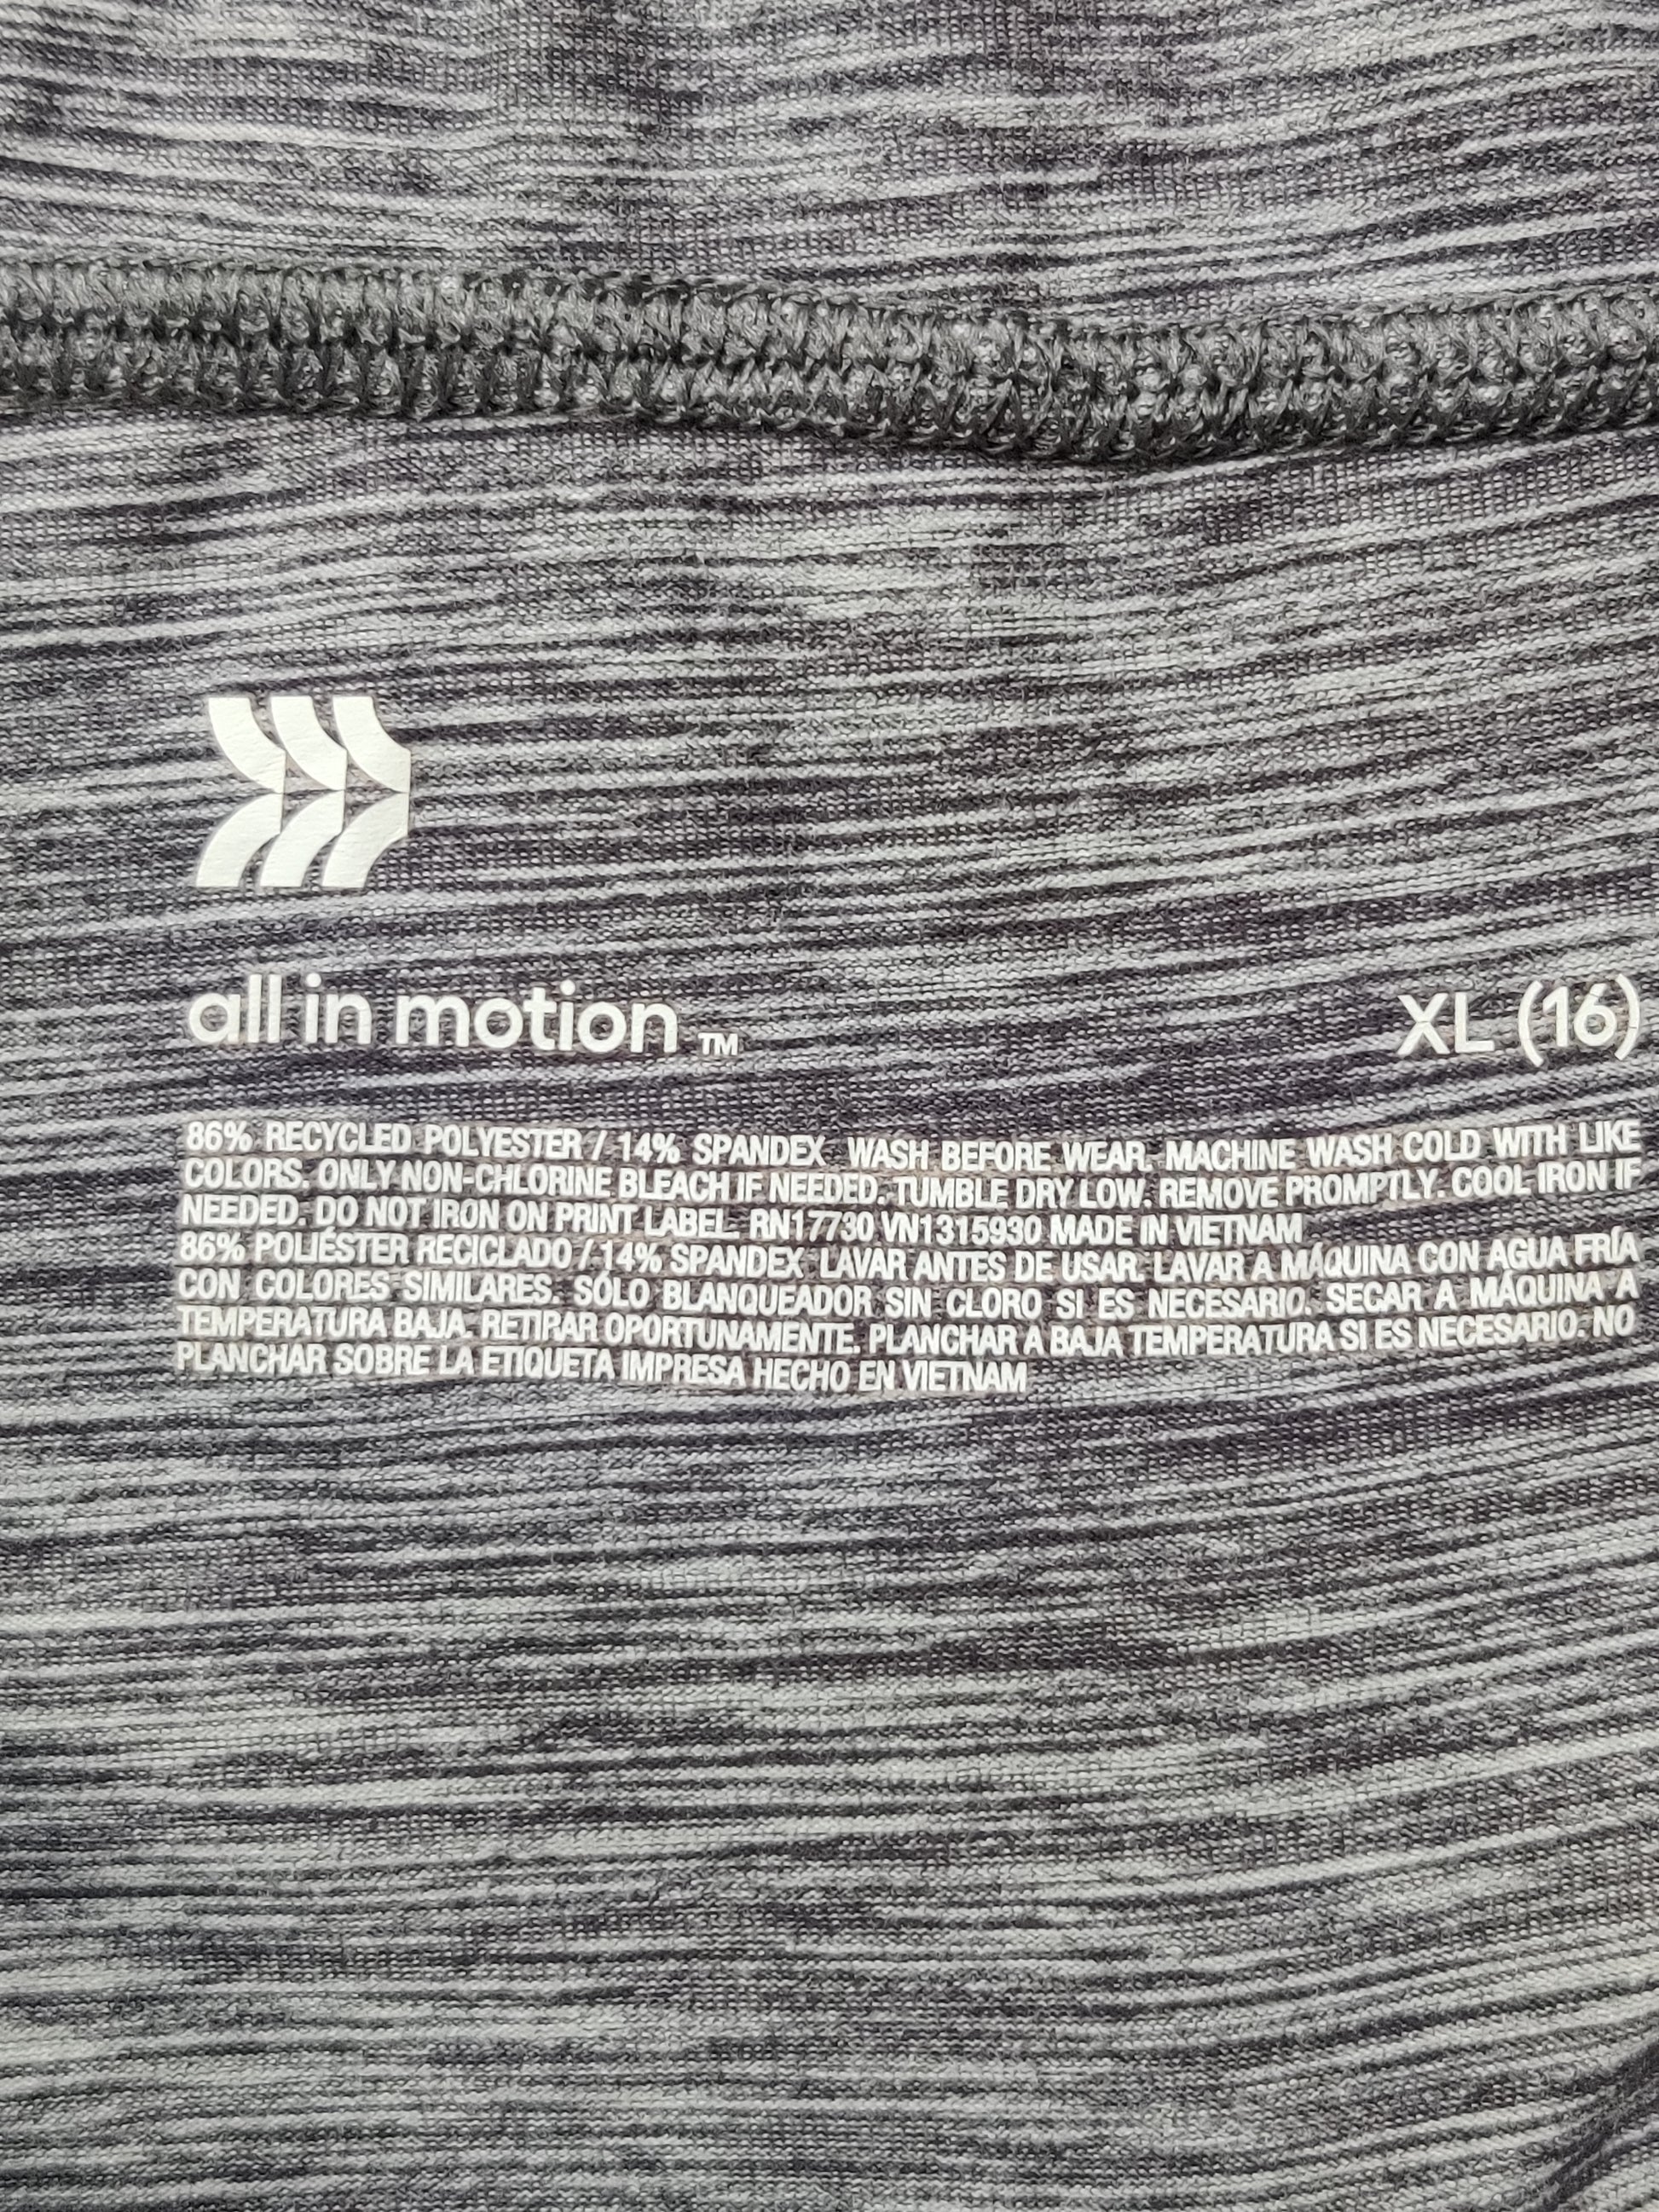 all in motion ™ XL (16)
86% RECYCLED POLYESTER / 14% SPANDEX WASH BEFORE WEAR. MACHINE WASH COLD WITH LIKE
COLORS. ONLY NON-CHLORINE BLEACH IF NEEDED. TUMBLE DRY LOW. REMOVE PROMPTLY. COOL IRON IF
NEEDED. DO NOT IRON ON PRINT LABEL. RN17730 VN1315930 MADE IN VIETNAM
86% POLIÉSTER RECICLADO / 14% SPANDEX LAVAR ANTES DE USAR. LAVAR A MÁQUINA CON AGUA FRÍA
CON COLORES SIMILARES. SÓLO BLANQUEADOR SIN CLORO SI ES NECESARIO. SECAR A MÁQUINA A
TEMPERATURA BAJA. RETIRAR OPORTUNAMENTE. PLANCHAR A BAJA TEMPERATURA SI ES NECESARIO. NO
PLANCHAR SOBRE LA ETIQUETA IMPRESA HECHO EN VIETNAM